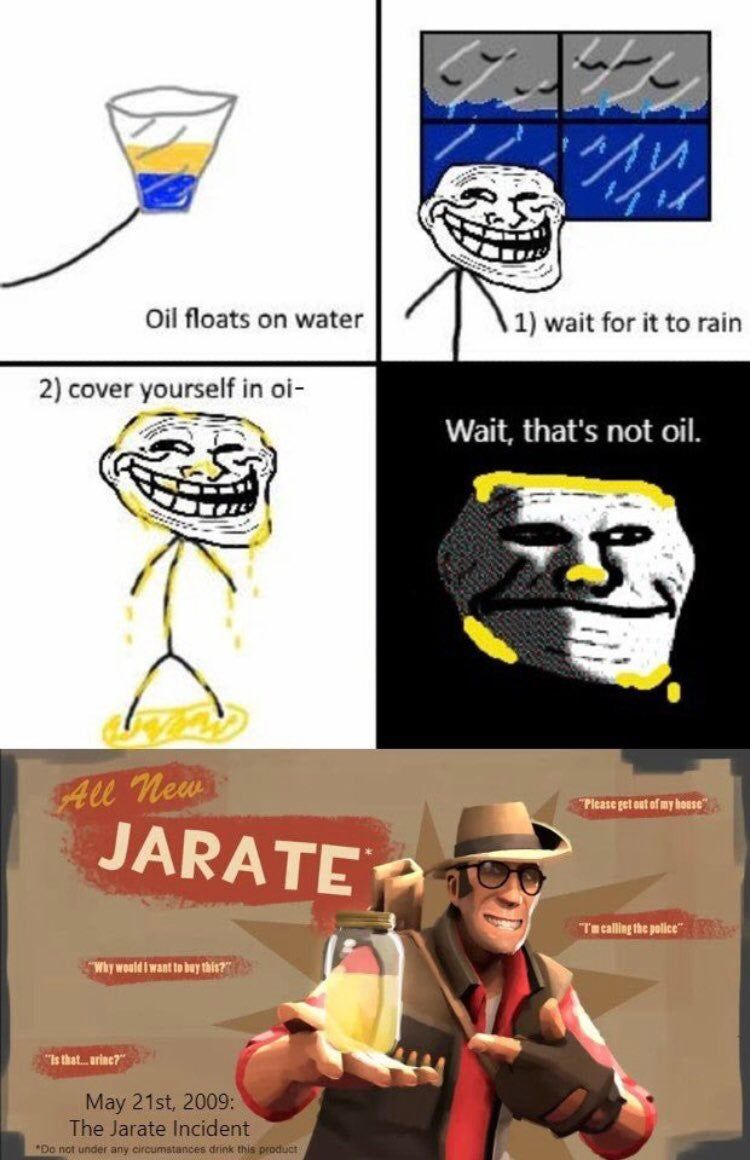 Oil floats on water
1) wait for it to rain
2) cover yourself in oi-
Wait, that's not oil.
All New
JARATE*
"Please get out of my house"
"I'm calling the police"
"Why would I want to buy this?"
"Is that... urine?"
May 21st, 2009:
The Jarate Incident
*Do not under any circumstances drink this product